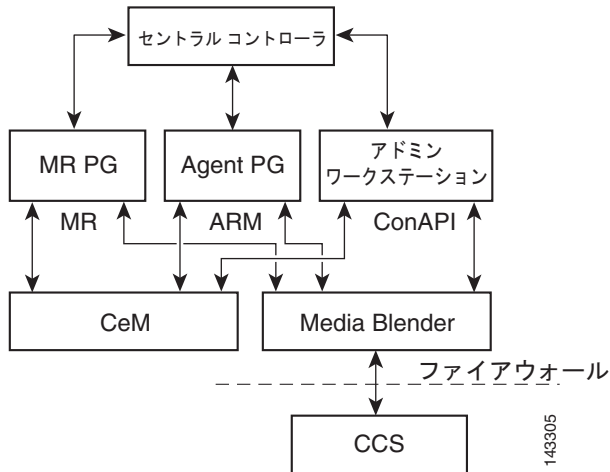 セントラル コントローラ
MR PG
Agent PG
アドミン
ワークステーション
MR
ARM
ConAPI
CeM
Media Blender
ファイアウォール
CCS
143305